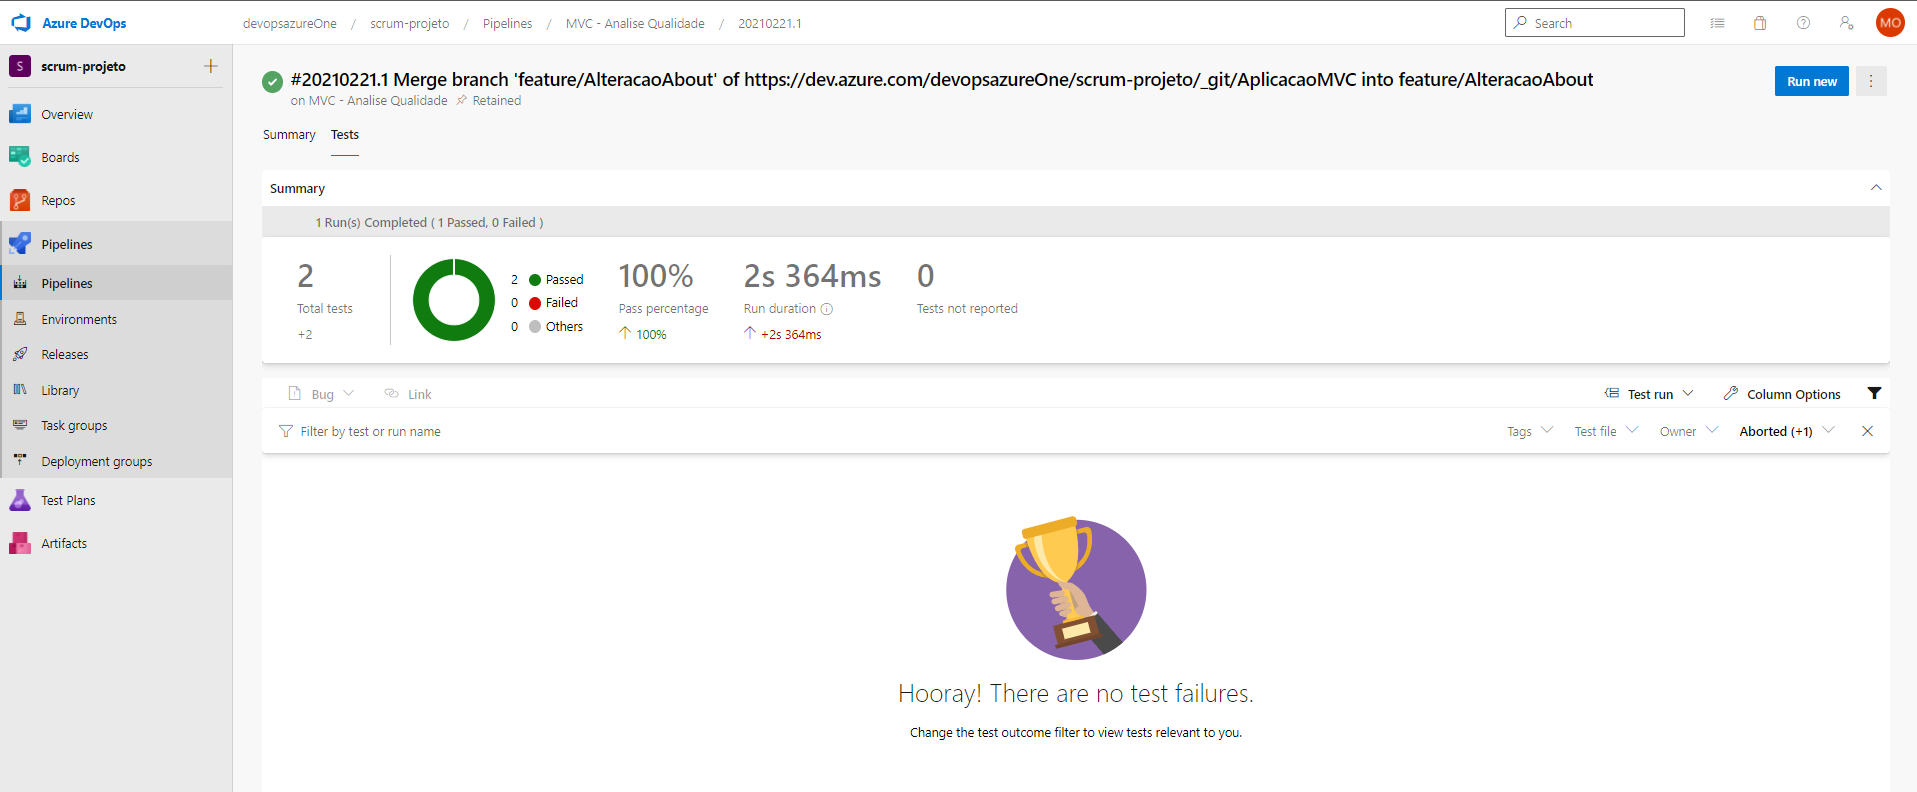 Azure DevOps
devopsazureOne / scrum-projeto / Pipelines / MVC - Analise Qualidade / 20210221.1
Search
MO
S scrum-projeto
Overview
Boards
Repos
Pipelines
Pipelines
Environments
Releases
Library
Task groups
Deployment groups
Test Plans
Artifacts
#20210221.1 Merge branch 'feature/AlteracaoAbout' of https://dev.azure.com/devopsazureOne/scrum-projeto/_git/AplicacaoMVC into feature/AlteracaoAbout
on MVC - Analise Qualidade Retained
Run new
Summary Tests
Summary
1 Run(s) Completed ( 1 Passed, 0 Failed )
2
Total tests
+2
2 Passed
0 Failed
0 Others
100%
Pass percentage
100%
2s 364ms
Run duration
+2s 364ms
0
Tests not reported
Bug Link Test run Column Options
Filter by test or run name Tags Test file Owner Aborted (+1)
Hooray! There are no test failures.
Change the test outcome filter to view tests relevant to you.